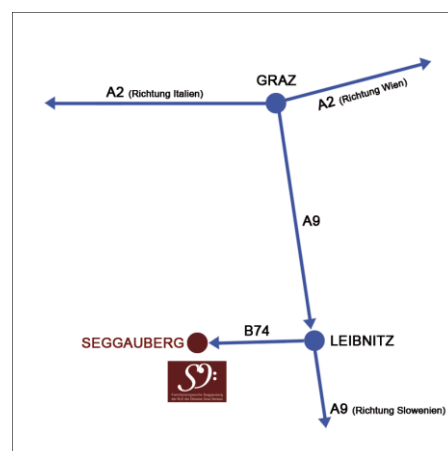 GRAZ
A2 (Richtung Italien)
A2 (Richtung Wien)
A9
B74
SEGGAUBERG
LEIBNITZ
A9 (Richtung Slowenien)